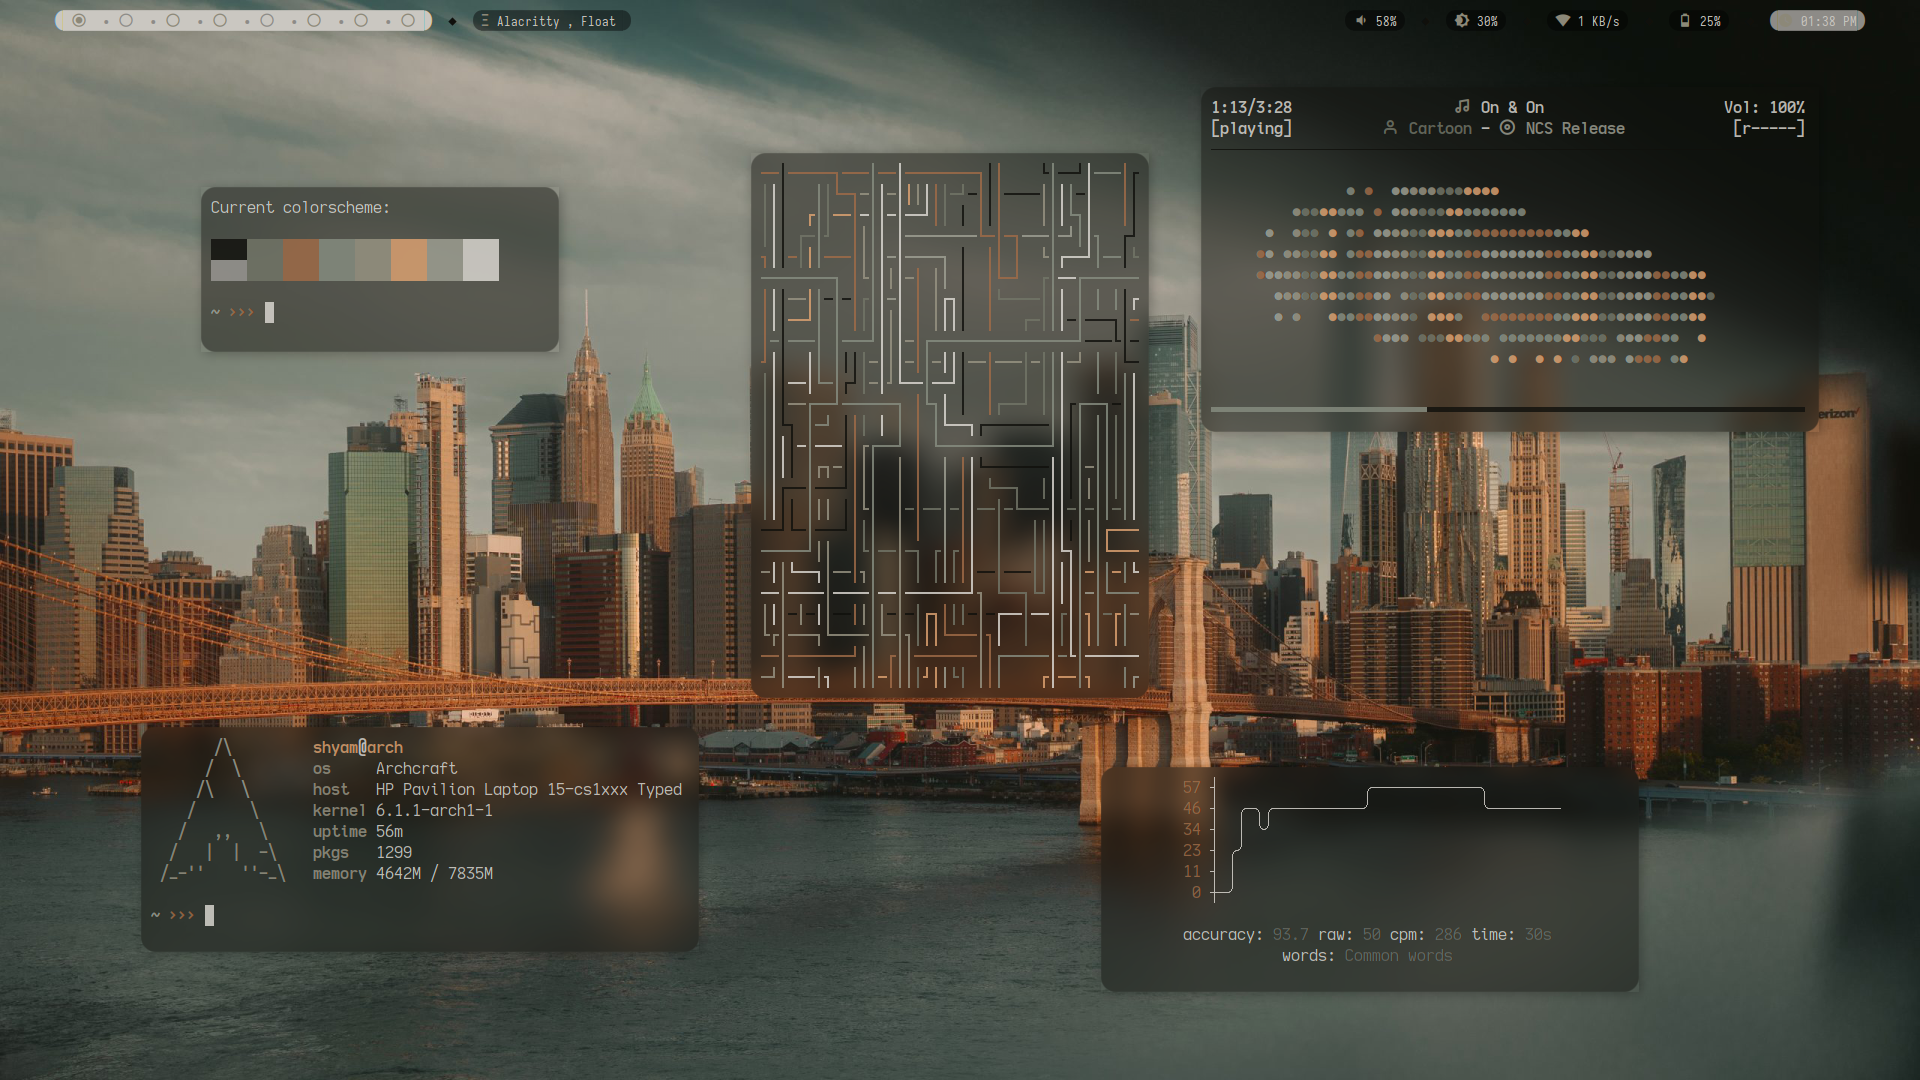 Alacritty , Float
58%
30%
1 KB/s
25%
01:38 PM
1:13/3:28
On & On
Vol: 100%
[playing]
Cartoon - NCS Release
[r-----]
Current colorscheme:
~ >>>
erizon
shyam@arch
os Archcraft
host HP Pavilion Laptop 15-cs1xxx Typed
kernel 6.1.1-arch1-1
uptime 56m
pkgs 1299
memory 4642M / 7835M
~ >>>
57
46
34
23
11
0
accuracy: 93.7 raw: 50 cpm: 286 time: 30s
words: Common words